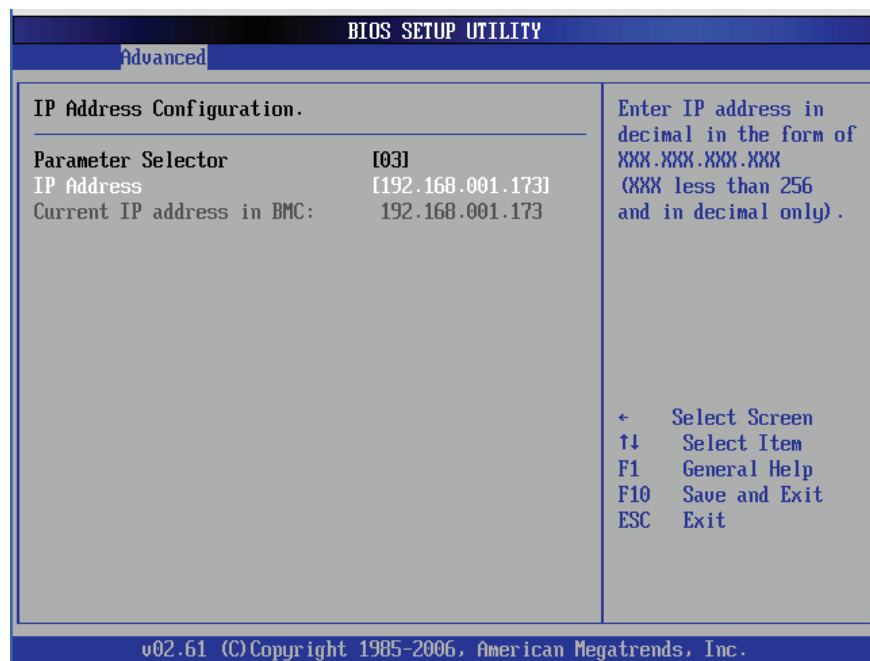 BIOS SETUP UTILITY
Advanced
IP Address Configuration.
Parameter Selector [03]
IP Address [192.168.001.173]
Current IP address in BMC: 192.168.001.173
Enter IP address in
decimal in the form of
XXX.XXX.XXX.XXX
(XXX less than 256
and in decimal only).
← Select Screen
↑↓ Select Item
F1 General Help
F10 Save and Exit
ESC Exit
v02.61 (C)Copyright 1985-2006, American Megatrends, Inc.